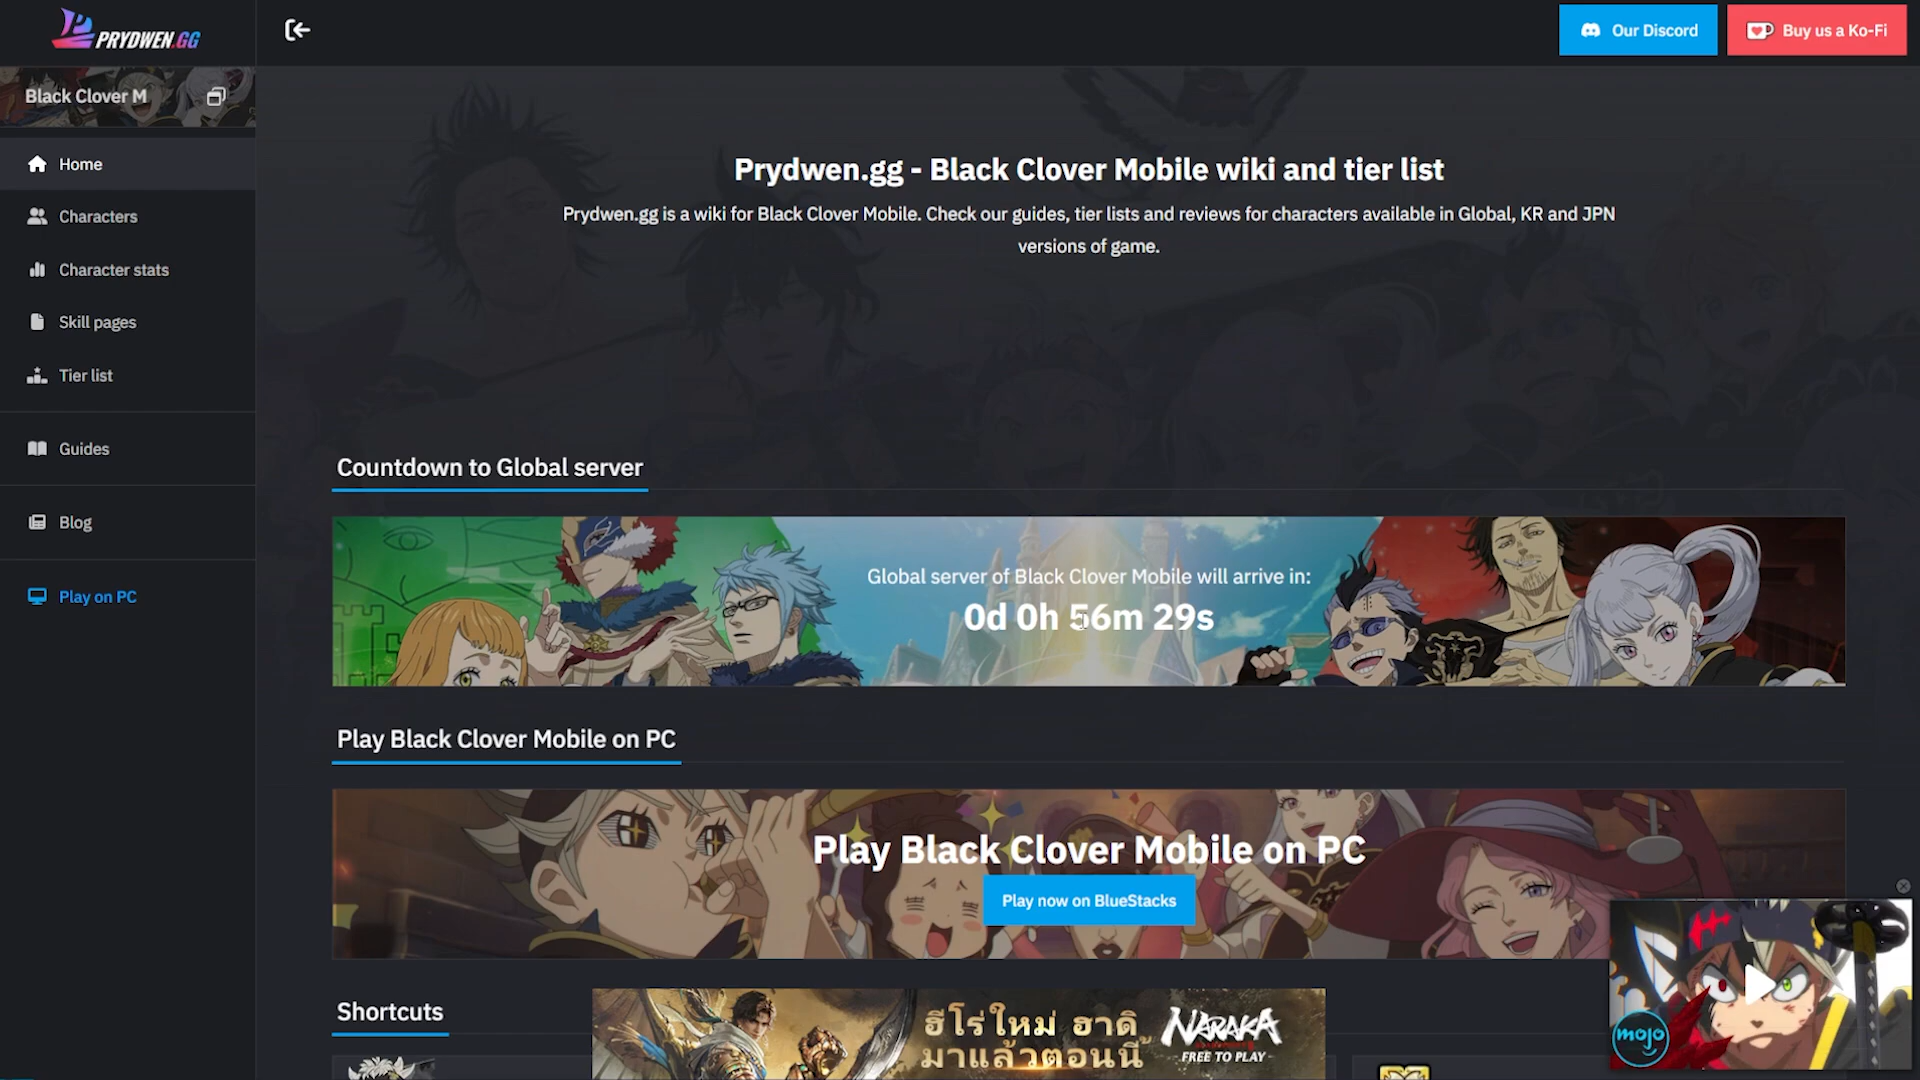 PRYDWEN.GG
Our Discord
Buy us a Ko-Fi
Black Clover M
Home
Characters
Character stats
Skill pages
Tier list
Guides
Blog
Play on PC
Prydwen.gg - Black Clover Mobile wiki and tier list
Prydwen.gg is a wiki for Black Clover Mobile. Check our guides, tier lists and reviews for characters available in Global, KR and JPN
versions of game.
Countdown to Global server
Global server of Black Clover Mobile will arrive in:
0d 0h 56m 29s
Play Black Clover Mobile on PC
Play Black Clover Mobile on PC
Play now on BlueStacks
Shortcuts
ฮีโร่ใหม่ ฮาดิ
มาแล้วตอนนี้
NARAKA
-FREE TO PLAY-
mojo